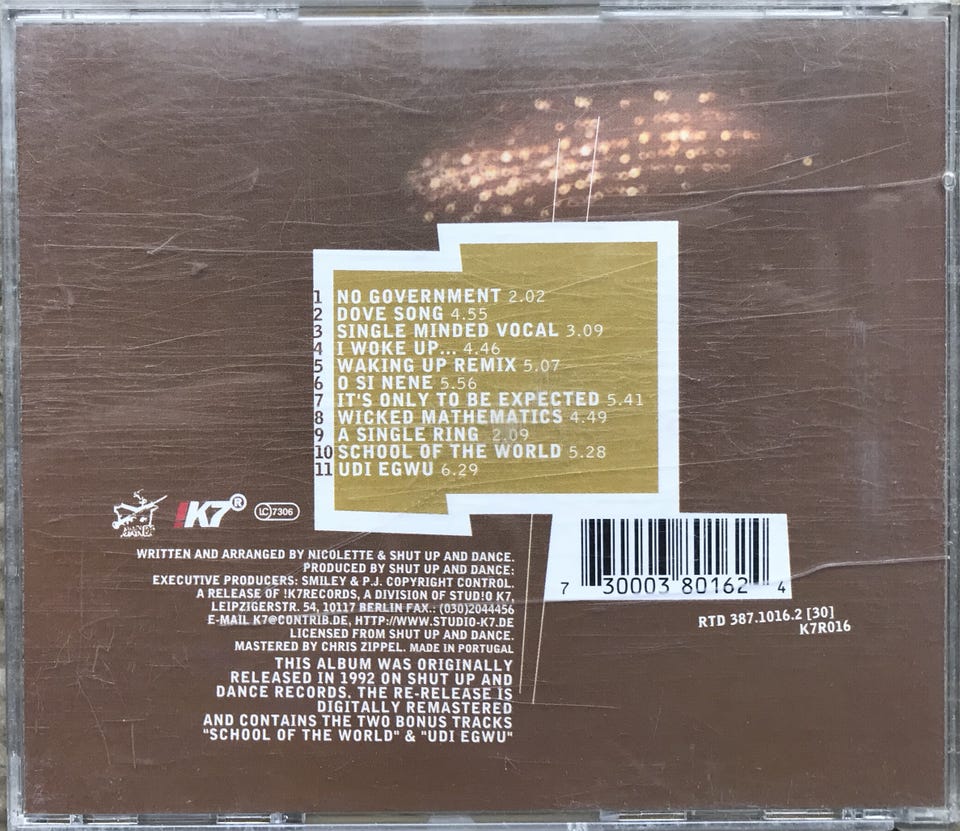 1 NO GOVERNMENT 2.02
2 DOVE SONG 4.55
3 SINGLE MINDED VOCAL 3.09
4 I WOKE UP... 4.46
5 WAKING UP REMIX 5.07
6 O SI NENE 5.56
7 IT'S ONLY TO BE EXPECTED 5.41
8 WICKED MATHEMATICS 4.49
9 A SINGLE RING 2.09
10 SCHOOL OF THE WORLD 5.28
11 UDI EGWU 6.29
!K7® LC 7306
WRITTEN AND ARRANGED BY NICOLETTE & SHUT UP AND DANCE.
PRODUCED BY SHUT UP AND DANCE;
EXECUTIVE PRODUCERS: SMILEY & P.J. COPYRIGHT CONTROL.
A RELEASE OF !K7RECORDS, A DIVISION OF STUD!O K7,
LEIPZIGERSTR. 54, 10117 BERLIN FAX.: (030)2044456
E-MAIL K7@CONTRIB.DE, HTTP://WWW.STUDIO-K7.DE
LICENSED FROM SHUT UP AND DANCE.
MASTERED BY CHRIS ZIPPEL. MADE IN PORTUGAL
THIS ALBUM WAS ORIGINALLY
RELEASED IN 1992 ON SHUT UP AND
DANCE RECORDS. THE RE-RELEASE IS
DIGITALLY REMASTERED
AND CONTAINS THE TWO BONUS TRACKS
"SCHOOL OF THE WORLD" & "UDI EGWU"
7 30003 80162 4
RTD 387.1016.2 [30]
K7R016